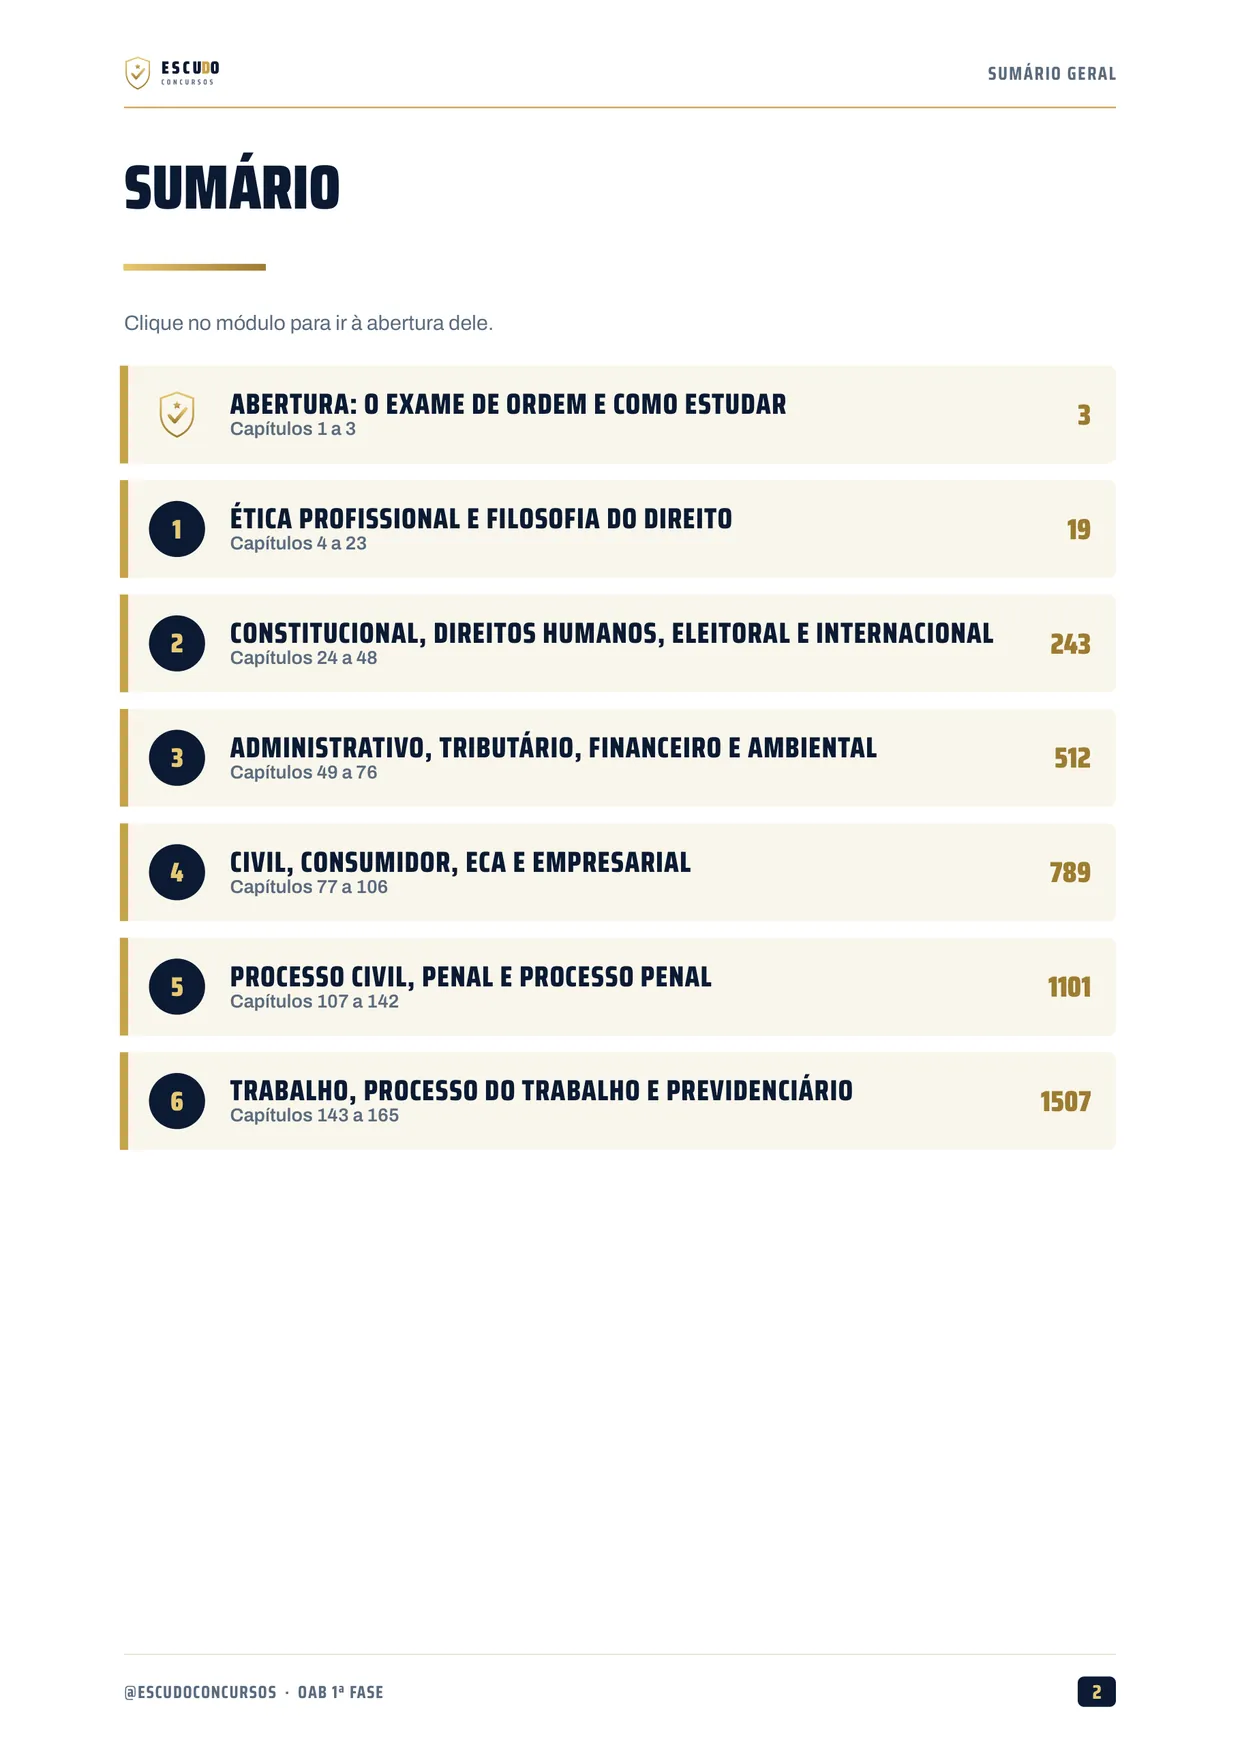 ESCUDO
CONCURSOS
SUMÁRIO GERAL
SUMÁRIO
Clique no módulo para ir à abertura dele.
ABERTURA: O EXAME DE ORDEM E COMO ESTUDAR
Capítulos 1 a 3
3
1
ÉTICA PROFISSIONAL E FILOSOFIA DO DIREITO
Capítulos 4 a 23
19
2
CONSTITUCIONAL, DIREITOS HUMANOS, ELEITORAL E INTERNACIONAL
Capítulos 24 a 48
243
3
ADMINISTRATIVO, TRIBUTÁRIO, FINANCEIRO E AMBIENTAL
Capítulos 49 a 76
512
4
CIVIL, CONSUMIDOR, ECA E EMPRESARIAL
Capítulos 77 a 106
789
5
PROCESSO CIVIL, PENAL E PROCESSO PENAL
Capítulos 107 a 142
1101
6
TRABALHO, PROCESSO DO TRABALHO E PREVIDENCIÁRIO
Capítulos 143 a 165
1507
@ESCUDOCONCURSOS · OAB 1ª FASE
2